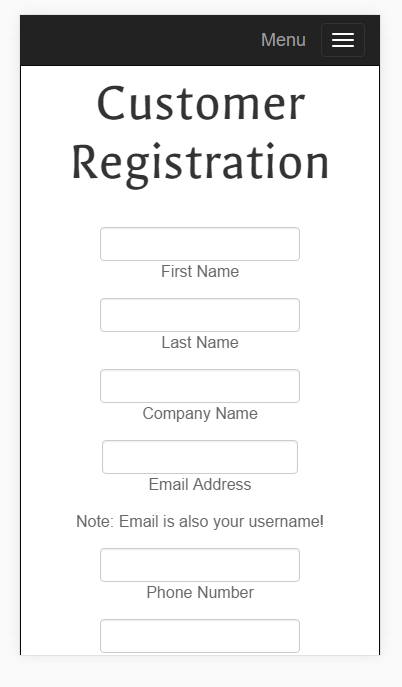 Menu
Customer
Registration
First Name
Last Name
Company Name
Email Address
Note: Email is also your username!
Phone Number